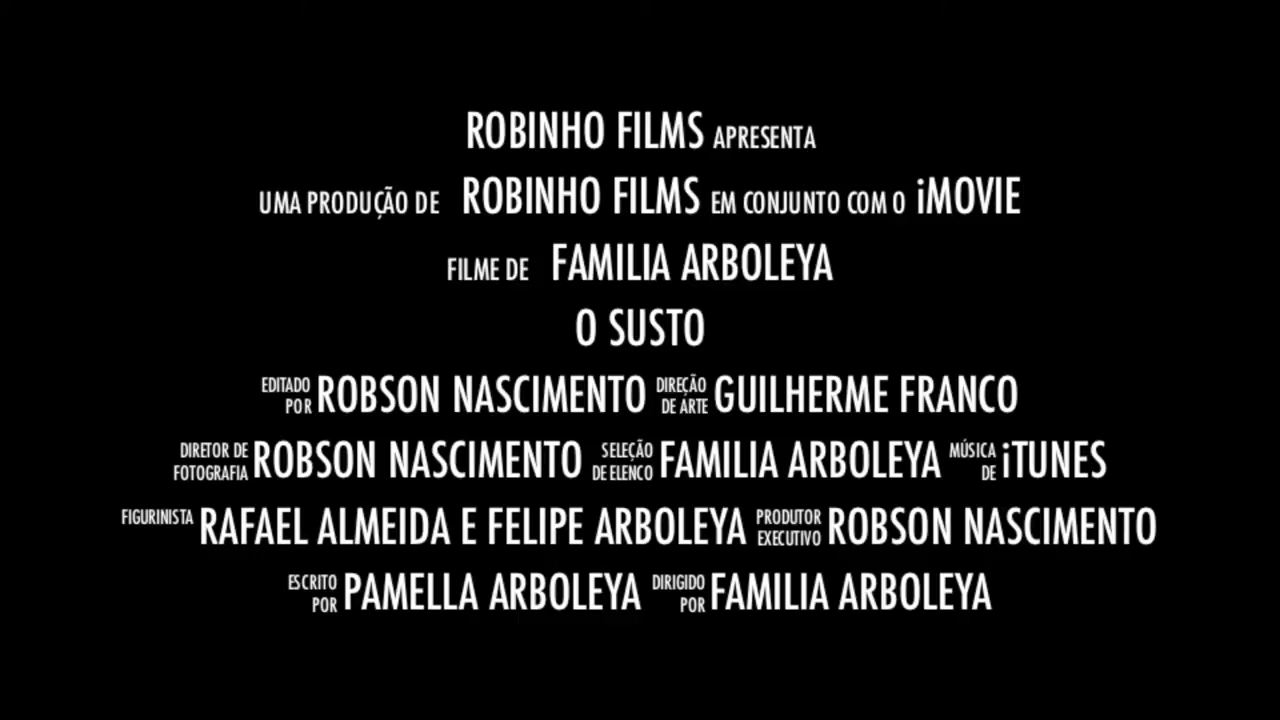 ROBINHO FILMS APRESENTA
UMA PRODUÇÃO DE ROBINHO FILMS EM CONJUNTO COM O iMOVIE
FILME DE FAMILIA ARBOLEYA
O SUSTO
EDITADO POR ROBSON NASCIMENTO DIREÇÃO DE ARTE GUILHERME FRANCO
DIRETOR DE FOTOGRAFIA ROBSON NASCIMENTO SELEÇÃO DE ELENCO FAMILIA ARBOLEYA MÚSICA DE iTUNES
FIGURINISTA RAFAEL ALMEIDA E FELIPE ARBOLEYA PRODUTOR EXECUTIVO ROBSON NASCIMENTO
ESCRITO POR PAMELLA ARBOLEYA DIRIGIDO POR FAMILIA ARBOLEYA